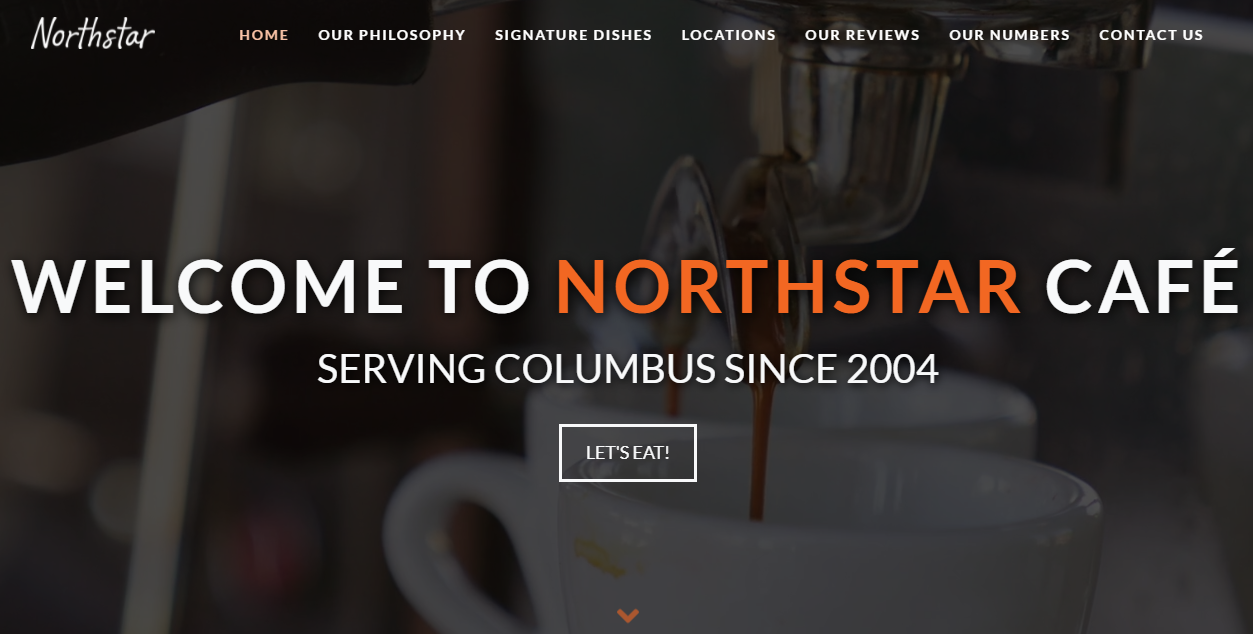 Northstar
HOME OUR PHILOSOPHY SIGNATURE DISHES LOCATIONS OUR REVIEWS OUR NUMBERS CONTACT US
WELCOME TO NORTHSTAR CAFÉ
SERVING COLUMBUS SINCE 2004
LET'S EAT!